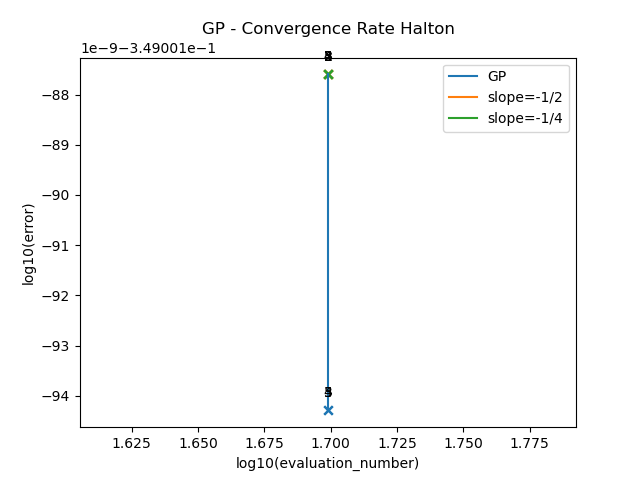 GP - Convergence Rate Halton
1e−9−3.49001e−1
GP
slope=-1/2
slope=-1/4
−88
−89
−90
−91
−92
−93
−94
log10(error)
1.625
1.650
1.675
1.700
1.725
1.750
1.775
log10(evaluation_number)